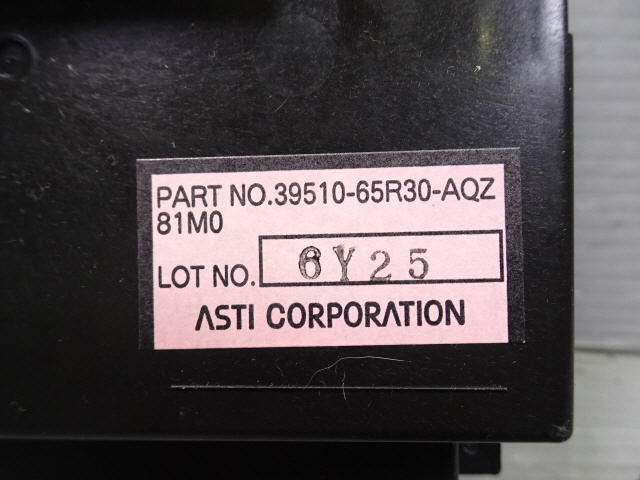 PART NO.39510-65R30-AQZ
81M0
LOT NO. 6Y25
ASTI CORPORATION